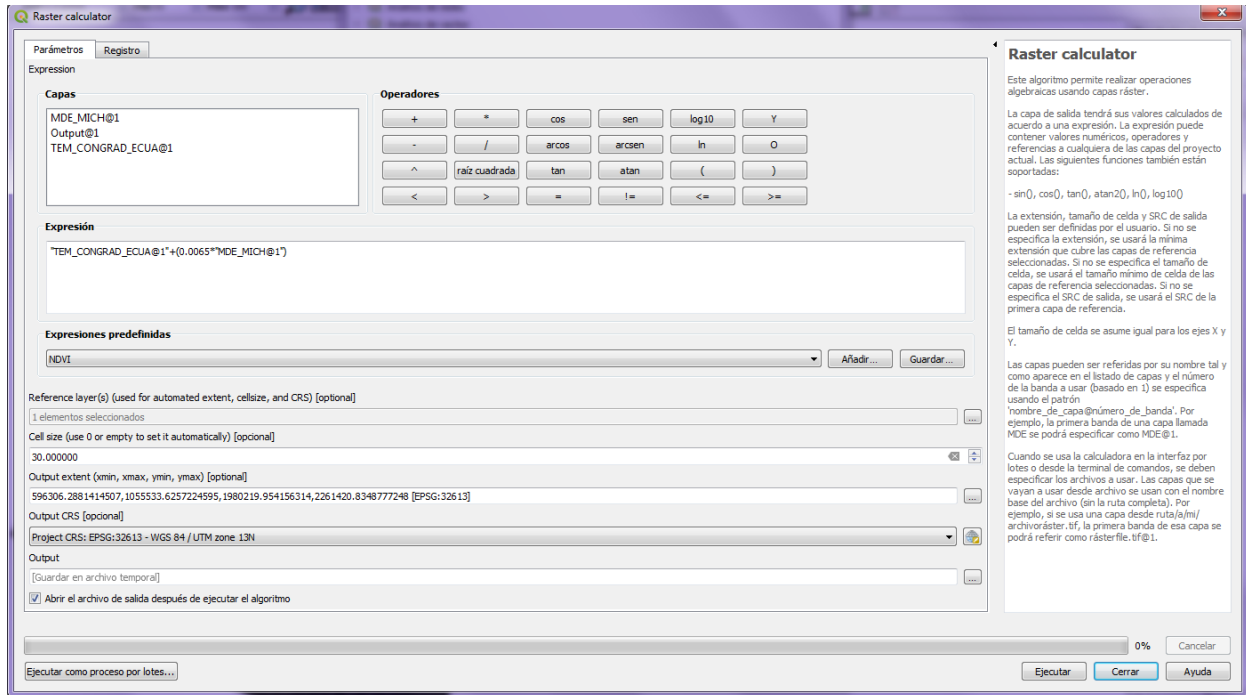 Raster calculator
Parámetros
Registro
Expression
Capas
MDE_MICH@1
Output@1
TEM_CONGRAD_ECUA@1
Operadores
+ * cos sen log10 Y
- / arcos arcsen ln O
^ raíz cuadrada tan atan ( )
< > = != <= >=
Expresión
"TEM_CONGRAD_ECUA@1"+(0.0065*"MDE_MICH@1")
Expresiones predefinidas
NDVI
Añadir...
Guardar...
Reference layer(s) (used for automated extent, cellsize, and CRS) [optional]
1 elementos seleccionados
...
Cell size (use 0 or empty to set it automatically) [opcional]
30.000000
Output extent (xmin, xmax, ymin, ymax) [optional]
596306.2881414507,1055533.6257224595,1980219.954156314,2261420.8348777248 [EPSG:32613]
...
Output CRS [opcional]
Project CRS: EPSG:32613 - WGS 84 / UTM zone 13N
Output
[Guardar en archivo temporal]
...
Abrir el archivo de salida después de ejecutar el algoritmo
0%
Cancelar
Ejecutar como proceso por lotes...
Ejecutar
Cerrar
Ayuda
Raster calculator
Este algoritmo permite realizar operaciones
algebraicas usando capas ráster.
La capa de salida tendrá sus valores calculados de
acuerdo a una expresión. La expresión puede
contener valores numéricos, operadores y
referencias a cualquiera de las capas del proyecto
actual. Las siguientes funciones también están
soportadas:
- sin(), cos(), tan(), atan2(), ln(), log10()
La extensión, tamaño de celda y SRC de salida
pueden ser definidas por el usuario. Si no se
especifica la extensión, se usará la mínima
extensión que cubre las capas de referencia
seleccionadas. Si no se especifica el tamaño de
celda, se usará el tamaño mínimo de celda de las
capas de referencia seleccionadas. Si no se
especifica el SRC de salida, se usará el SRC de la
primera capa de referencia.
El tamaño de celda se asume igual para los ejes X y
Y.
Las capas pueden ser referidas por su nombre tal y
como aparece en el listado de capas y el número
de la banda a usar (basado en 1) se especifica
usando el patrón
'nombre_de_capa@número_de_banda'. Por
ejemplo, la primera banda de una capa llamada
MDE se podrá especificar como MDE@1.
Cuando se usa la calculadora en la interfaz por
lotes o desde la terminal de comandos, se deben
especificar los archivos a usar. Las capas que se
vayan a usar desde archivo se usan con el nombre
base del archivo (sin la ruta completa). Por
ejemplo, si se usa una capa desde ruta/a/mi/
archivoráster.tif, la primera banda de esa capa se
podrá referir como rásterfile.tif@1.